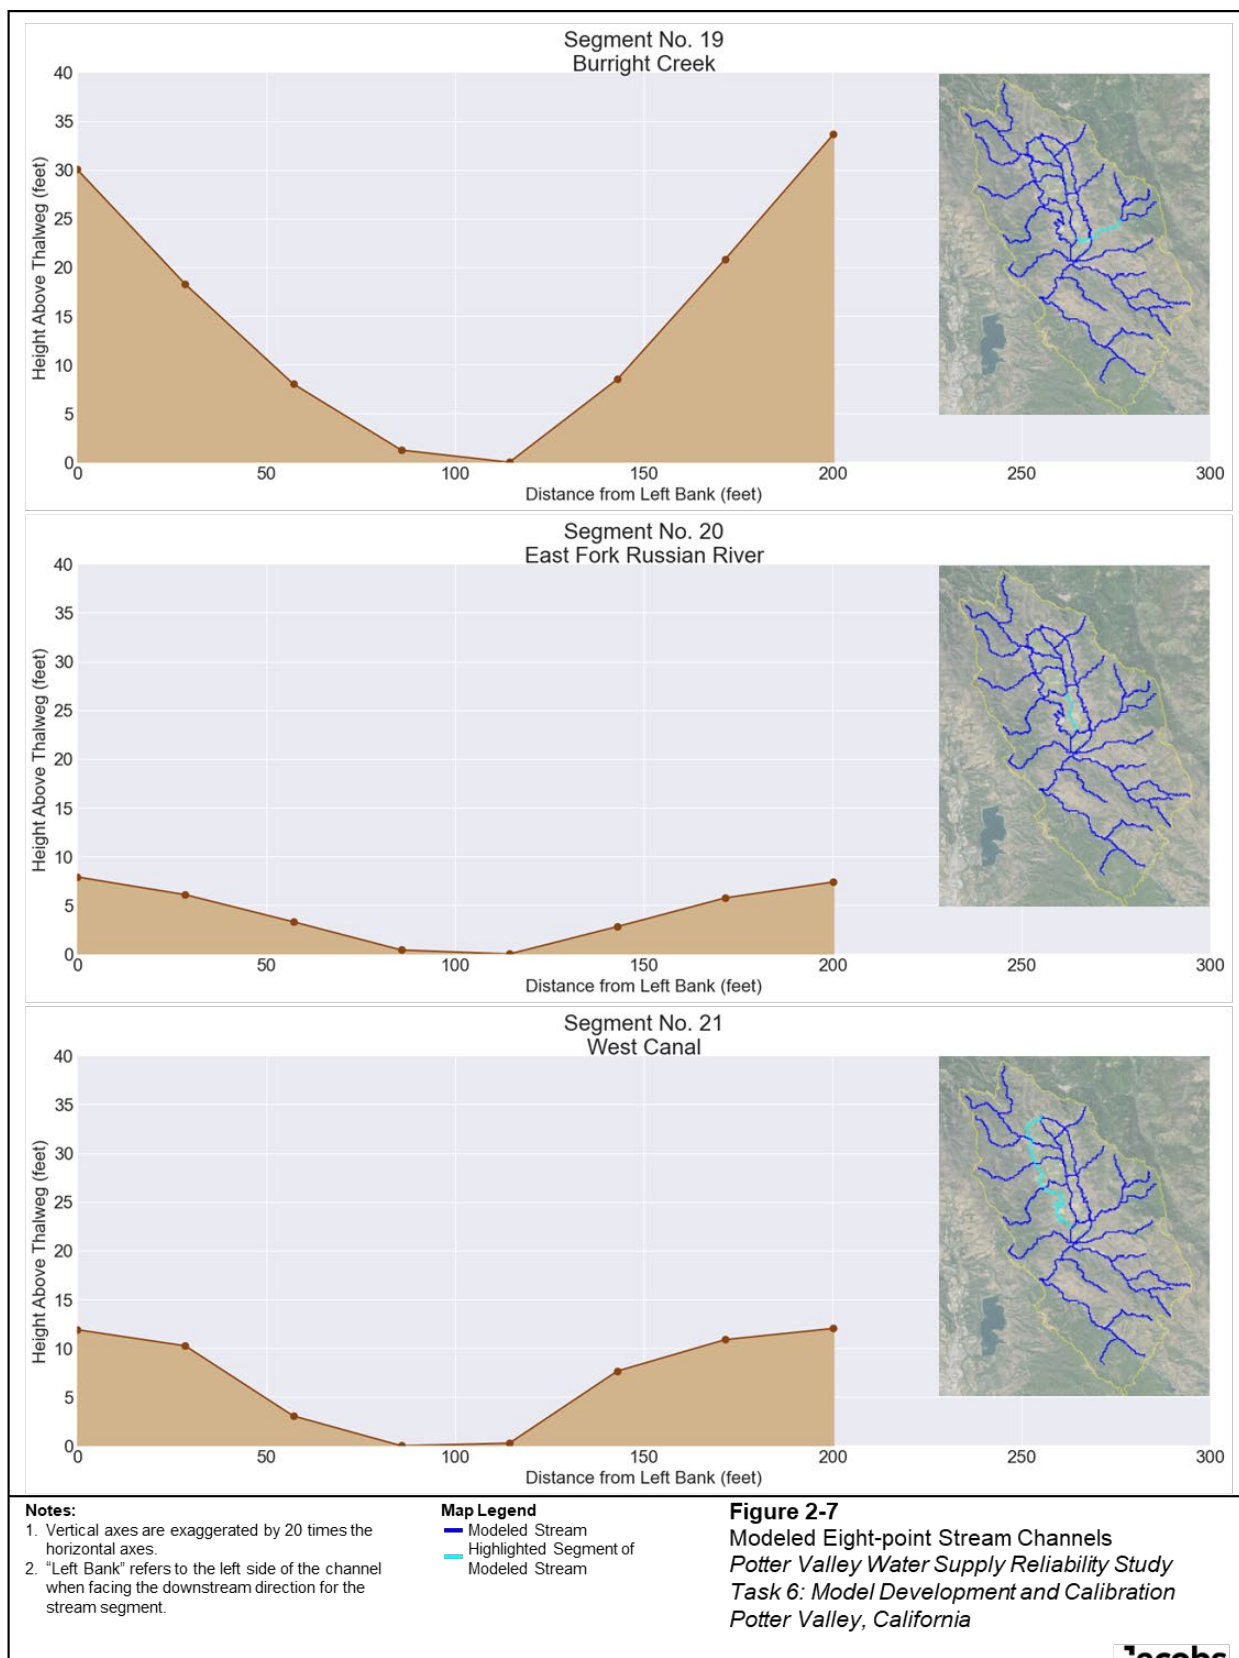 Segment No. 19
Burright Creek
40
35
30
25
20
15
10
5
0
Height Above Thalweg (feet)
0 50 100 150 200 250 300
Distance from Left Bank (feet)
Segment No. 20
East Fork Russian River
40
35
30
25
20
15
10
5
0
Height Above Thalweg (feet)
0 50 100 150 200 250 300
Distance from Left Bank (feet)
Segment No. 21
West Canal
40
35
30
25
20
15
10
5
0
Height Above Thalweg (feet)
0 50 100 150 200 250 300
Distance from Left Bank (feet)
Notes:
1. Vertical axes are exaggerated by 20 times the
horizontal axes.
2. “Left Bank” refers to the left side of the channel
when facing the downstream direction for the
stream segment.
Map Legend
Modeled Stream
Highlighted Segment of
Modeled Stream
Figure 2-7
Modeled Eight-point Stream Channels
Potter Valley Water Supply Reliability Study
Task 6: Model Development and Calibration
Potter Valley, California
Jacobs